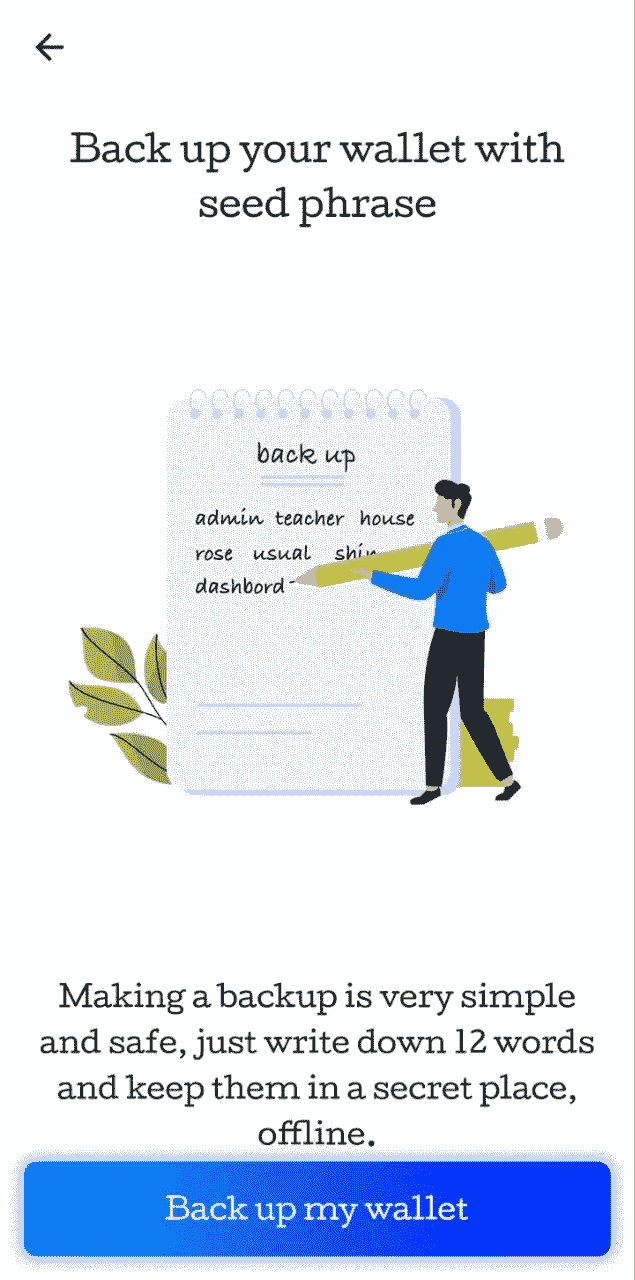 Back up your wallet with
seed phrase
back up
admin teacher house
rose usual
dashbord
Making a backup is very simple
and safe, just write down 12 words
and keep them in a secret place,
offline.
Back up my wallet